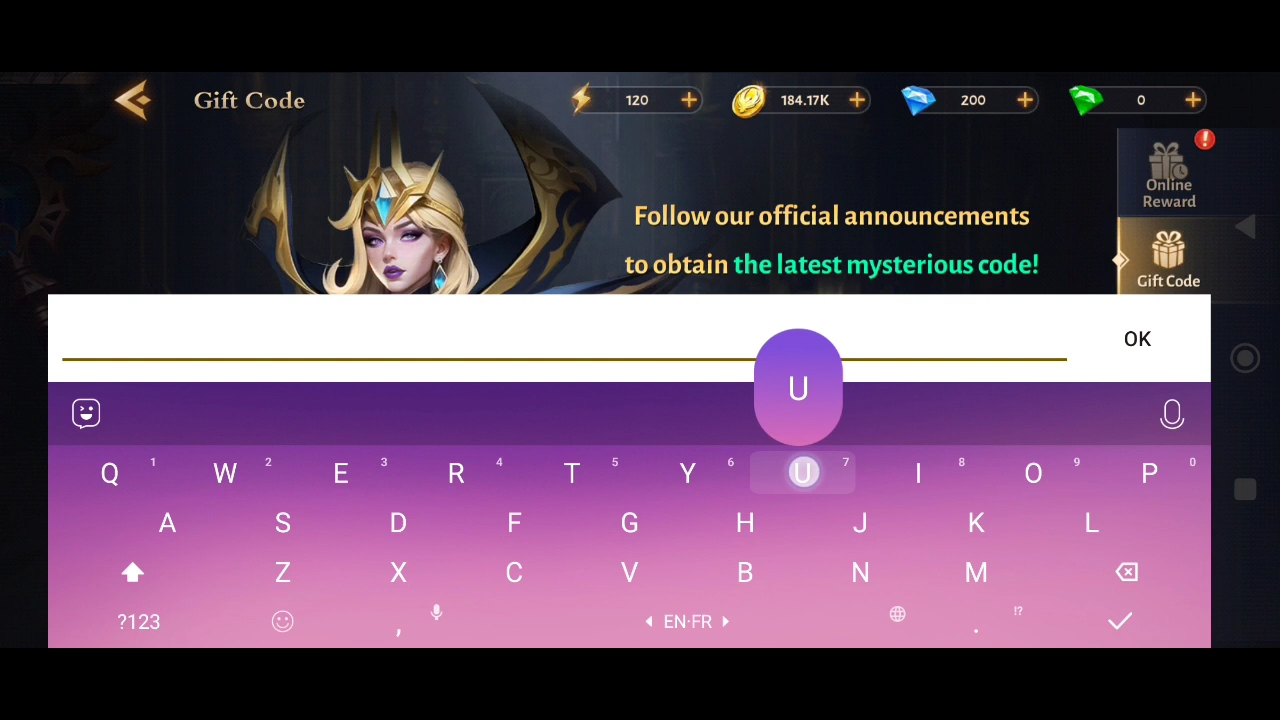 Gift Code
120
184.17K
200
0
Online
Reward
Follow our official announcements
to obtain the latest mysterious code!
Gift Code
OK
U
Q 1 W 2 E 3 R 4 T 5 Y 6 U 7 I 8 O 9 P 0
A S D F G H J K L
Z X C V B N M
?123 , EN·FR . !?